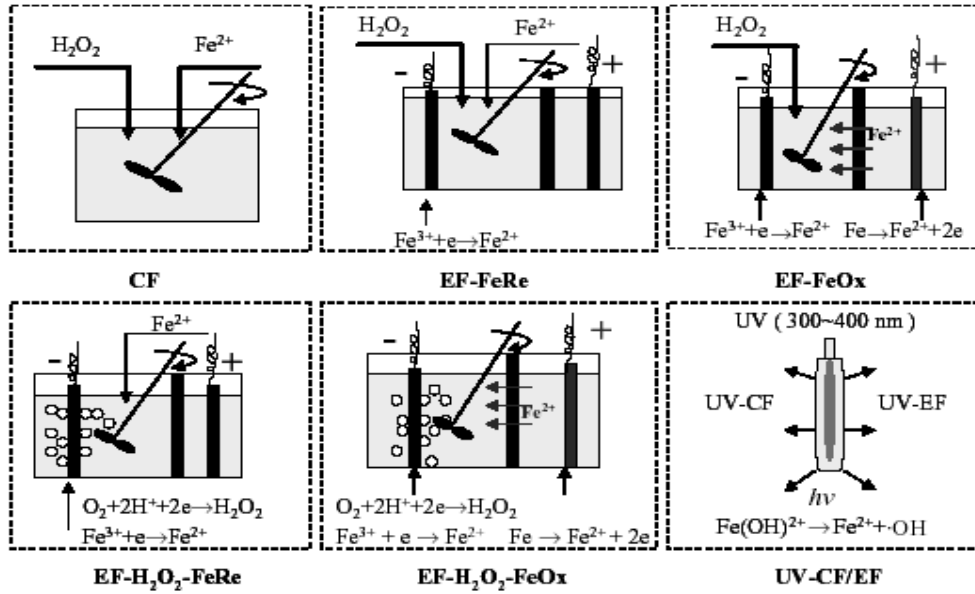 H₂O₂ Fe²⁺
CF
H₂O₂ Fe²⁺
- +
Fe³⁺+e→Fe²⁺
EF-FeRe
H₂O₂
- +
Fe²⁺
Fe³⁺+e→Fe²⁺ Fe→Fe²⁺+2e
EF-FeOx
Fe²⁺
- +
O₂+2H⁺+2e→H₂O₂
Fe³⁺+e→Fe²⁺
EF-H₂O₂-FeRe
- +
Fe²⁺
O₂+2H⁺+2e→H₂O₂
Fe³⁺ + e → Fe²⁺ Fe → Fe²⁺ + 2e
EF-H₂O₂-FeOx
UV ( 300~400 nm )
UV-CF UV-EF
hν
Fe(OH)²⁺→Fe²⁺+·OH
UV-CF/EF